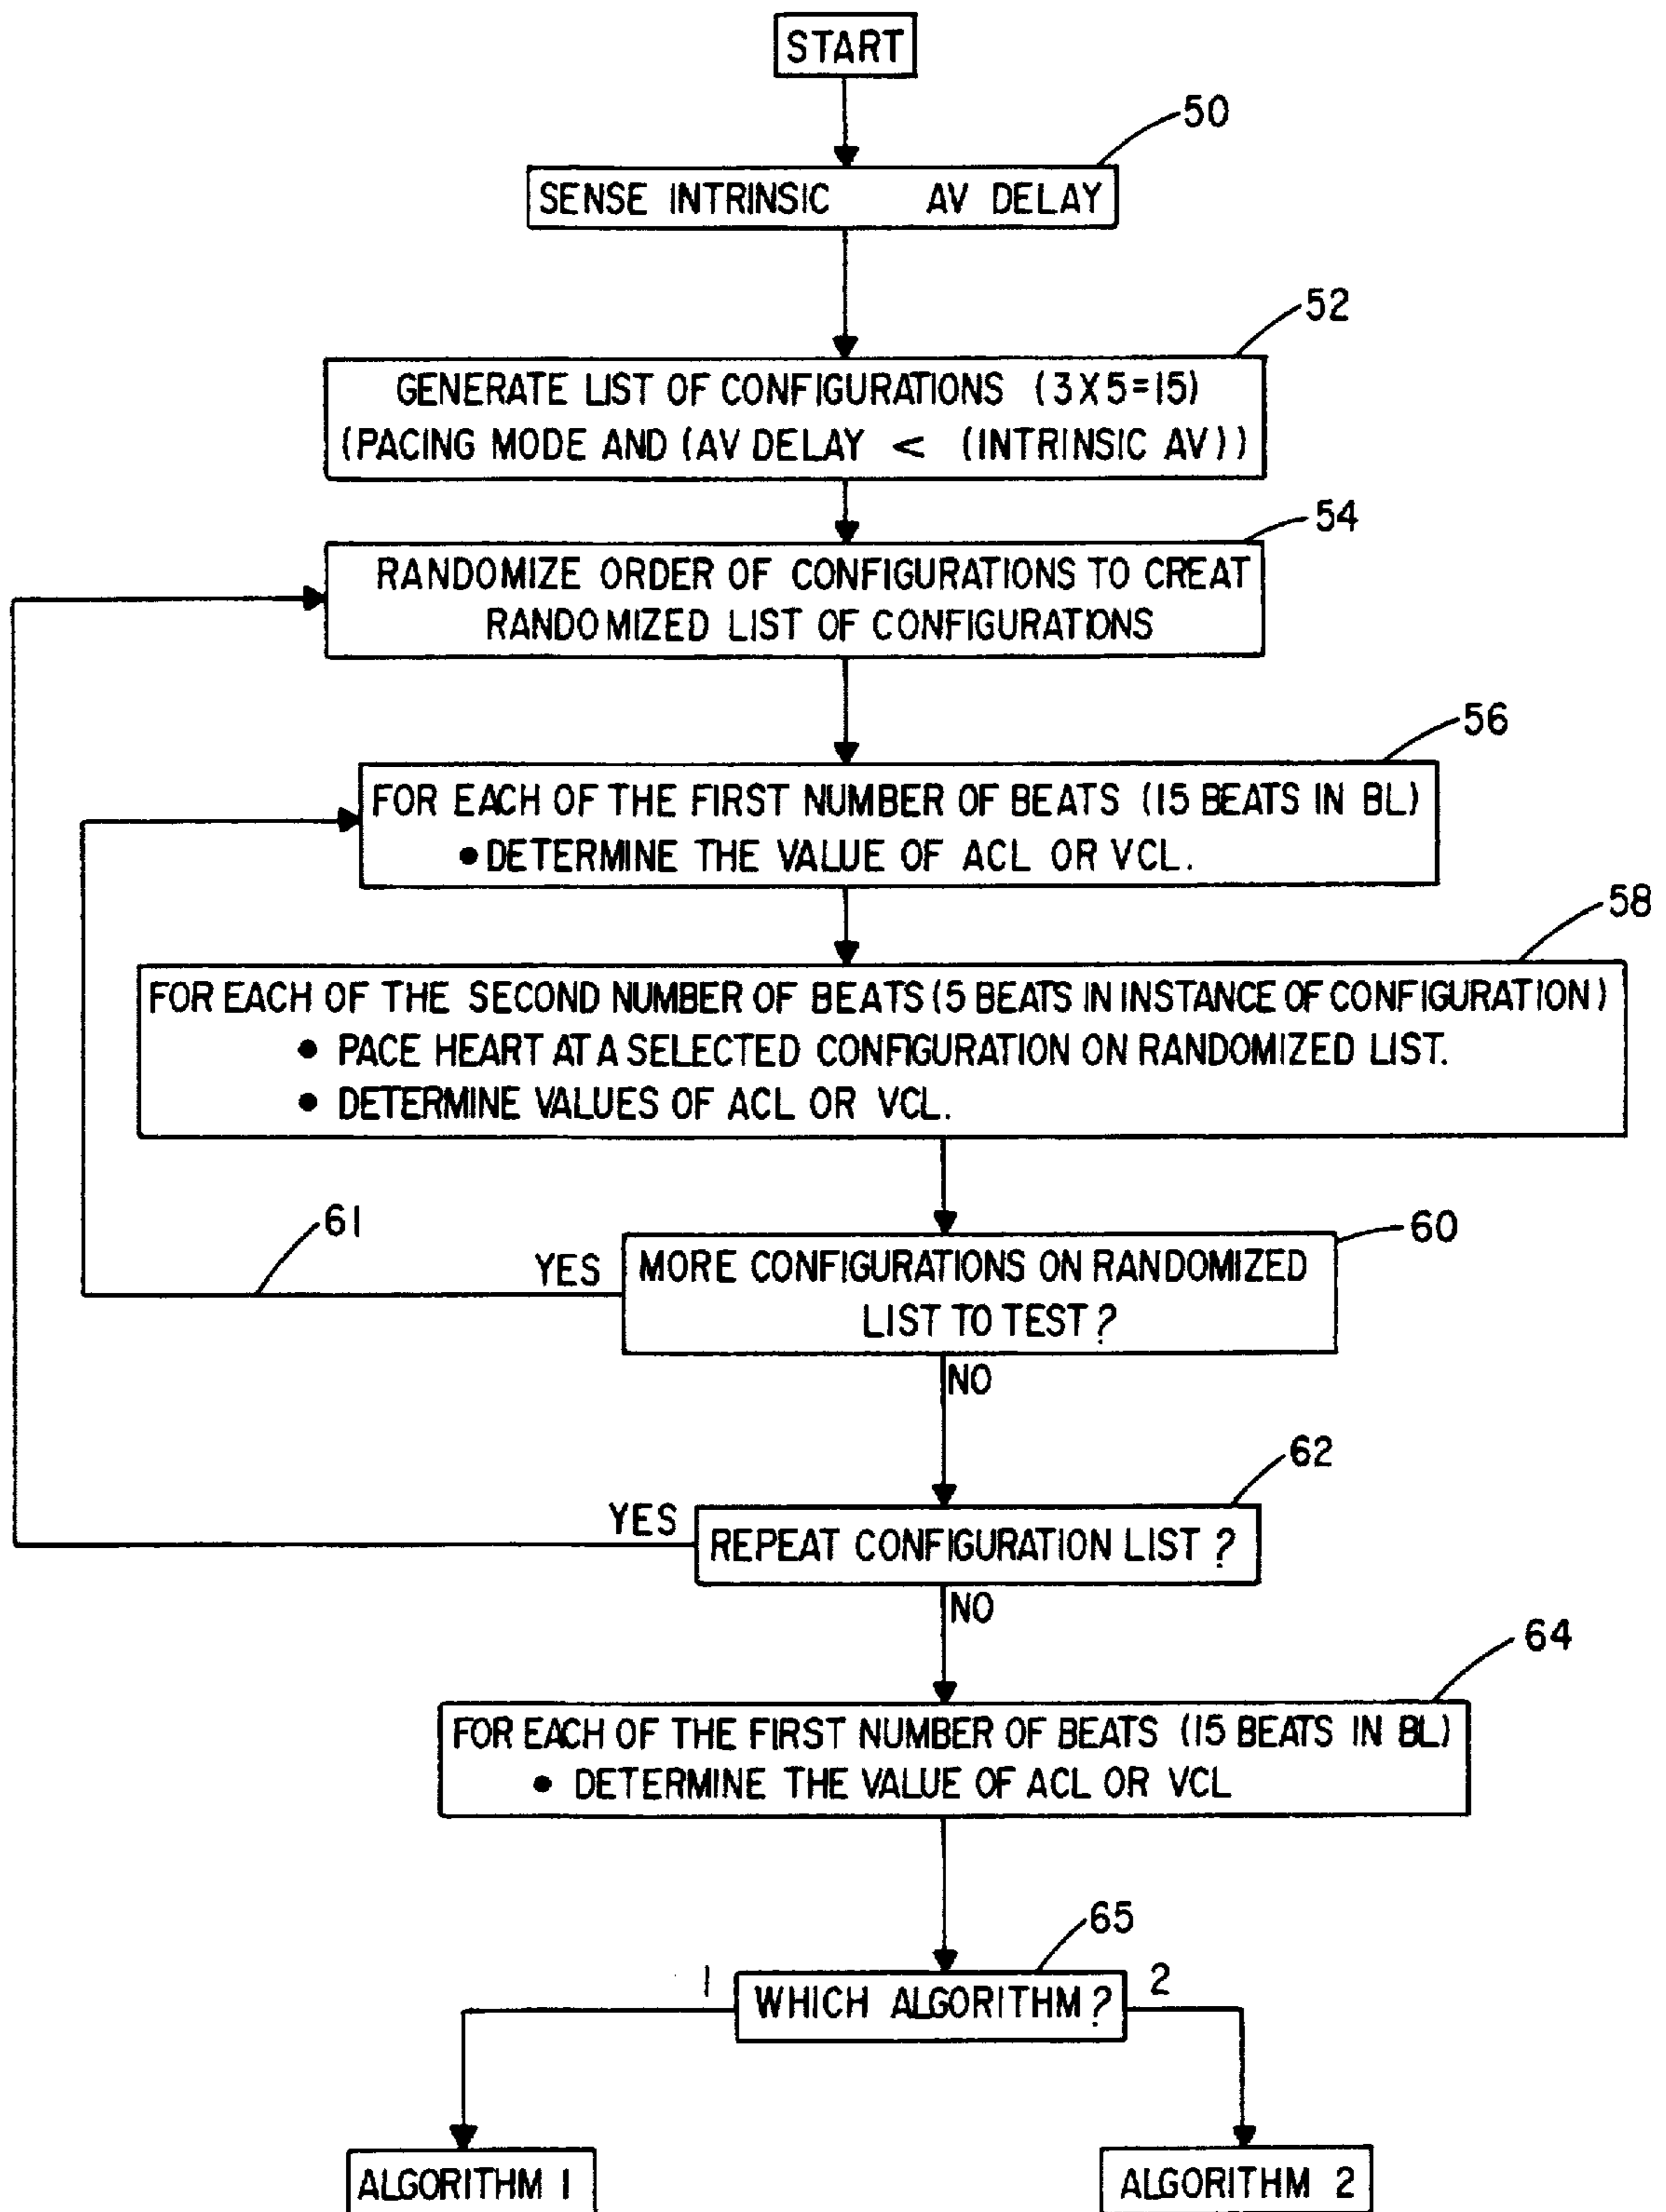 START
50
SENSE INTRINSIC AV DELAY
52
GENERATE LIST OF CONFIGURATIONS (3X5=15)
(PACING MODE AND (AV DELAY < (INTRINSIC AV))
54
RANDOMIZE ORDER OF CONFIGURATIONS TO CREAT
RANDOMIZED LIST OF CONFIGURATIONS
56
FOR EACH OF THE FIRST NUMBER OF BEATS (15 BEATS IN BL)
• DETERMINE THE VALUE OF ACL OR VCL.
58
FOR EACH OF THE SECOND NUMBER OF BEATS (5 BEATS IN INSTANCE OF CONFIGURATION)
• PACE HEART AT A SELECTED CONFIGURATION ON RANDOMIZED LIST.
• DETERMINE VALUES OF ACL OR VCL.
61
60
YES
MORE CONFIGURATIONS ON RANDOMIZED
LIST TO TEST?
NO
62
YES
REPEAT CONFIGURATION LIST?
NO
64
FOR EACH OF THE FIRST NUMBER OF BEATS (15 BEATS IN BL)
• DETERMINE THE VALUE OF ACL OR VCL
65
1
WHICH ALGORITHM?
2
ALGORITHM 1
ALGORITHM 2